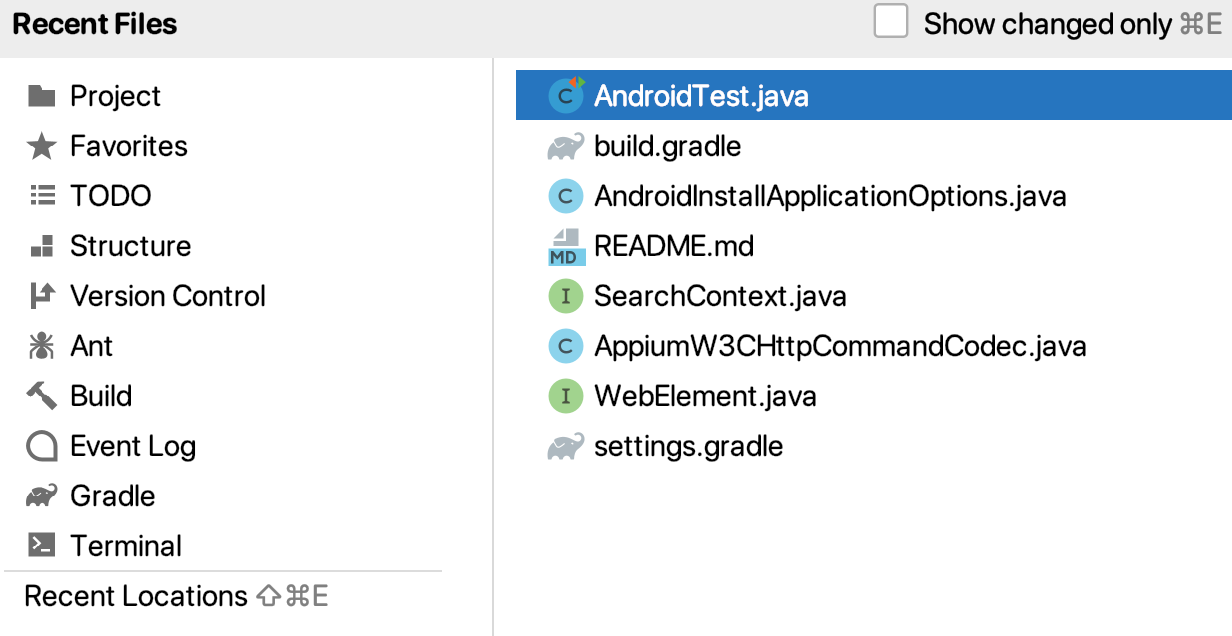 Recent Files
Show changed only ⌘E
Project
Favorites
TODO
Structure
Version Control
Ant
Build
Event Log
Gradle
Terminal
Recent Locations ⇧⌘E
C AndroidTest.java
build.gradle
C AndroidInstallApplicationOptions.java
MD README.md
I SearchContext.java
C AppiumW3CHttpCommandCodec.java
I WebElement.java
settings.gradle